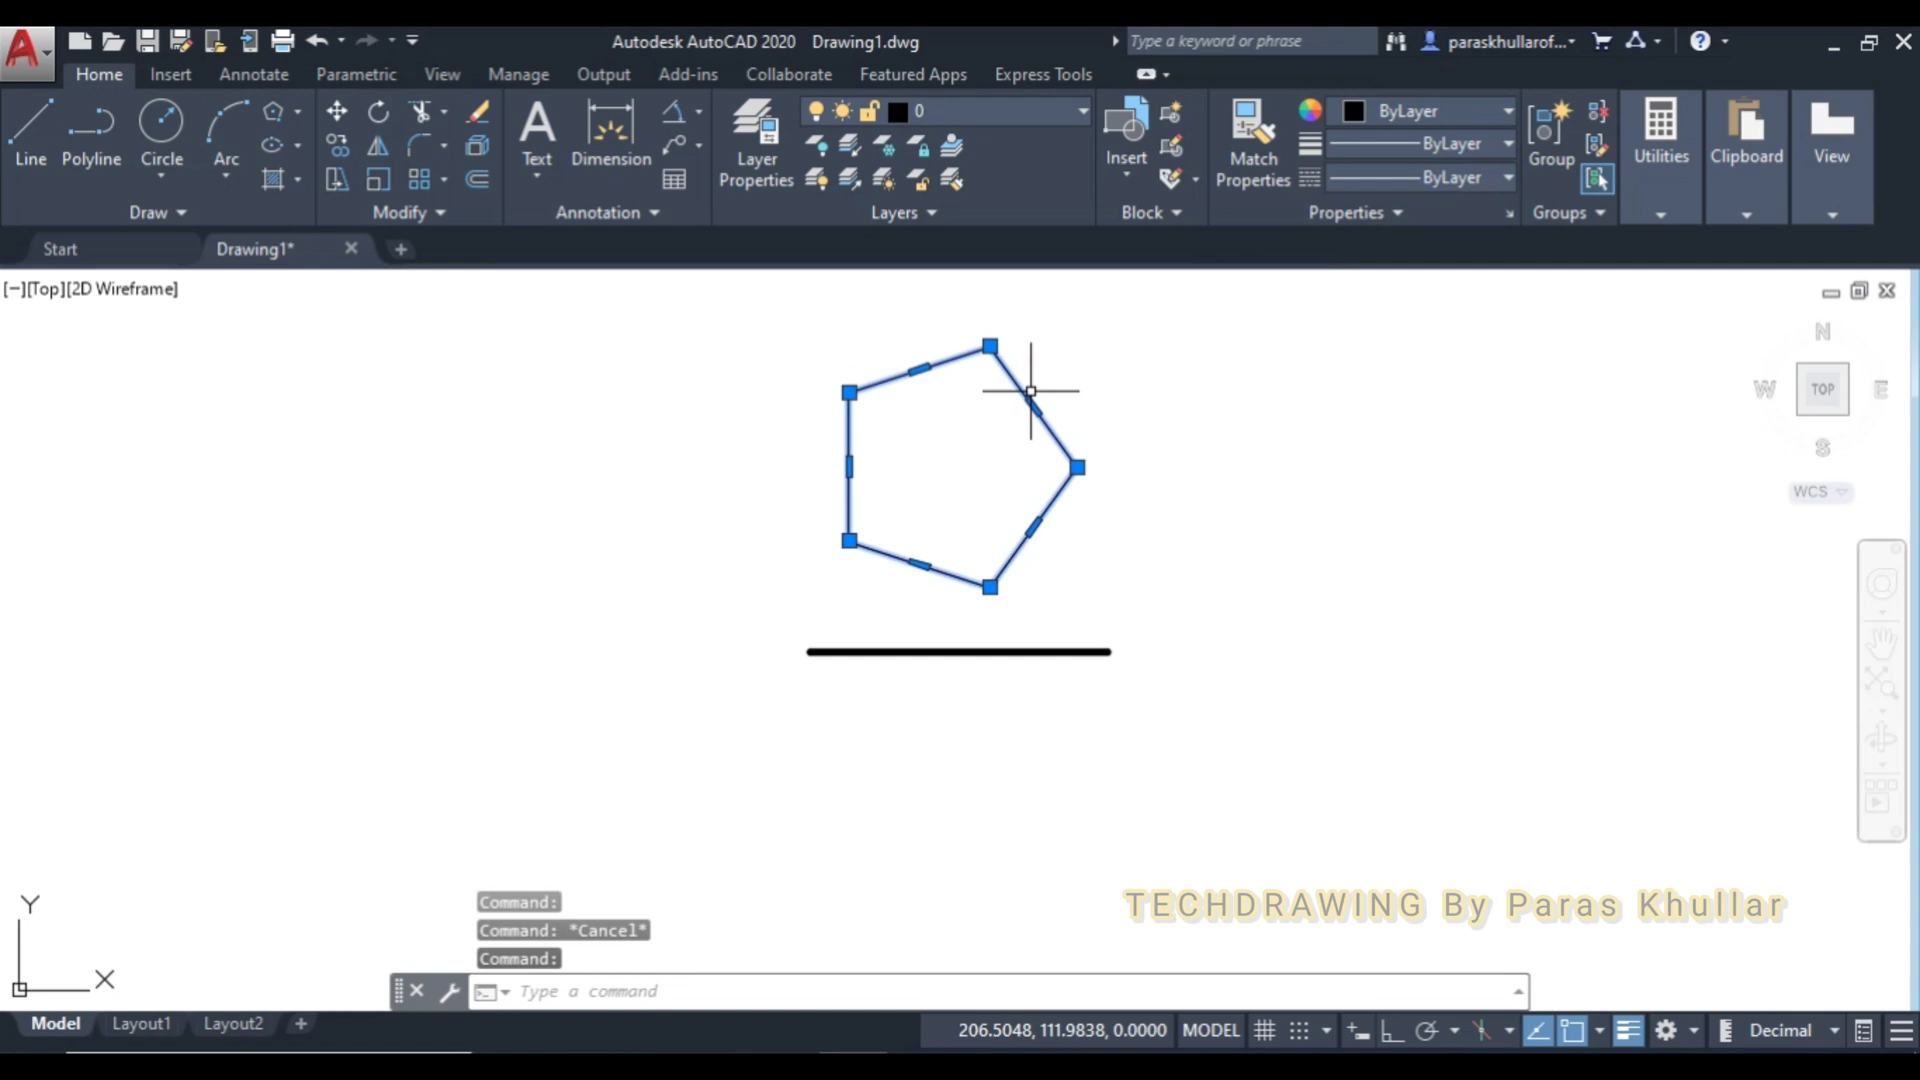 Autodesk AutoCAD 2020 Drawing1.dwg Type a keyword or phrase paraskhullarof...
Home Insert Annotate Parametric View Manage Output Add-ins Collaborate Featured Apps Express Tools
0 ByLayer
Line Polyline Circle Arc Text Dimension Layer Properties Insert Match Properties ByLayer Group Utilities Clipboard View
ByLayer
Draw Modify Annotation Layers Block Properties Groups
Start Drawing1*
[−][Top][2D Wireframe]
N
W TOP E
S
WCS
Y
X
Command:
Command: *Cancel*
Command:
TECHDRAWING By Paras Khullar
Type a command
Model Layout1 Layout2
206.5048, 111.9838, 0.0000 MODEL Decimal